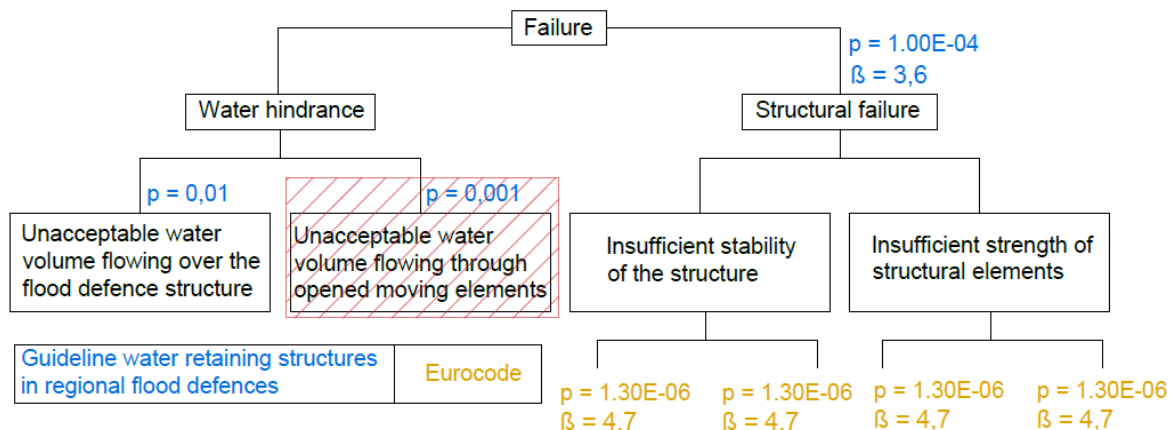 Failure
p = 1.00E-04
ß = 3,6
Water hindrance
Structural failure
p = 0,01
p = 0,001
Unacceptable water
volume flowing over the
flood defence structure
Unacceptable water
volume flowing through
opened moving elements
Insufficient stability
of the structure
Insufficient strength of
structural elements
Guideline water retaining structures
in regional flood defences
Eurocode
p = 1.30E-06
ß = 4.7
p = 1.30E-06
ß = 4,7
p = 1.30E-06
ß = 4,7
p = 1.30E-06
ß = 4,7